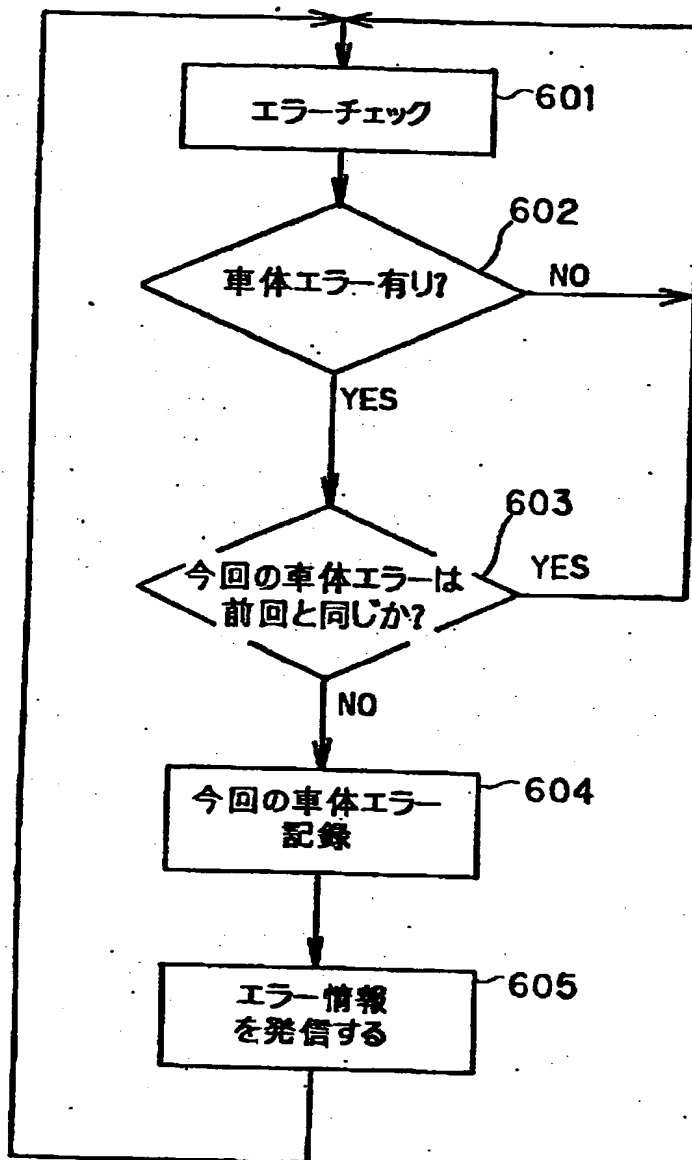 エラーチェック
601
602
車体エラー有り?
NO
YES
603
今回の車体エラーは
前回と同じか?
YES
NO
今回の車体エラー
記録
604
エラー情報
を発信する
605